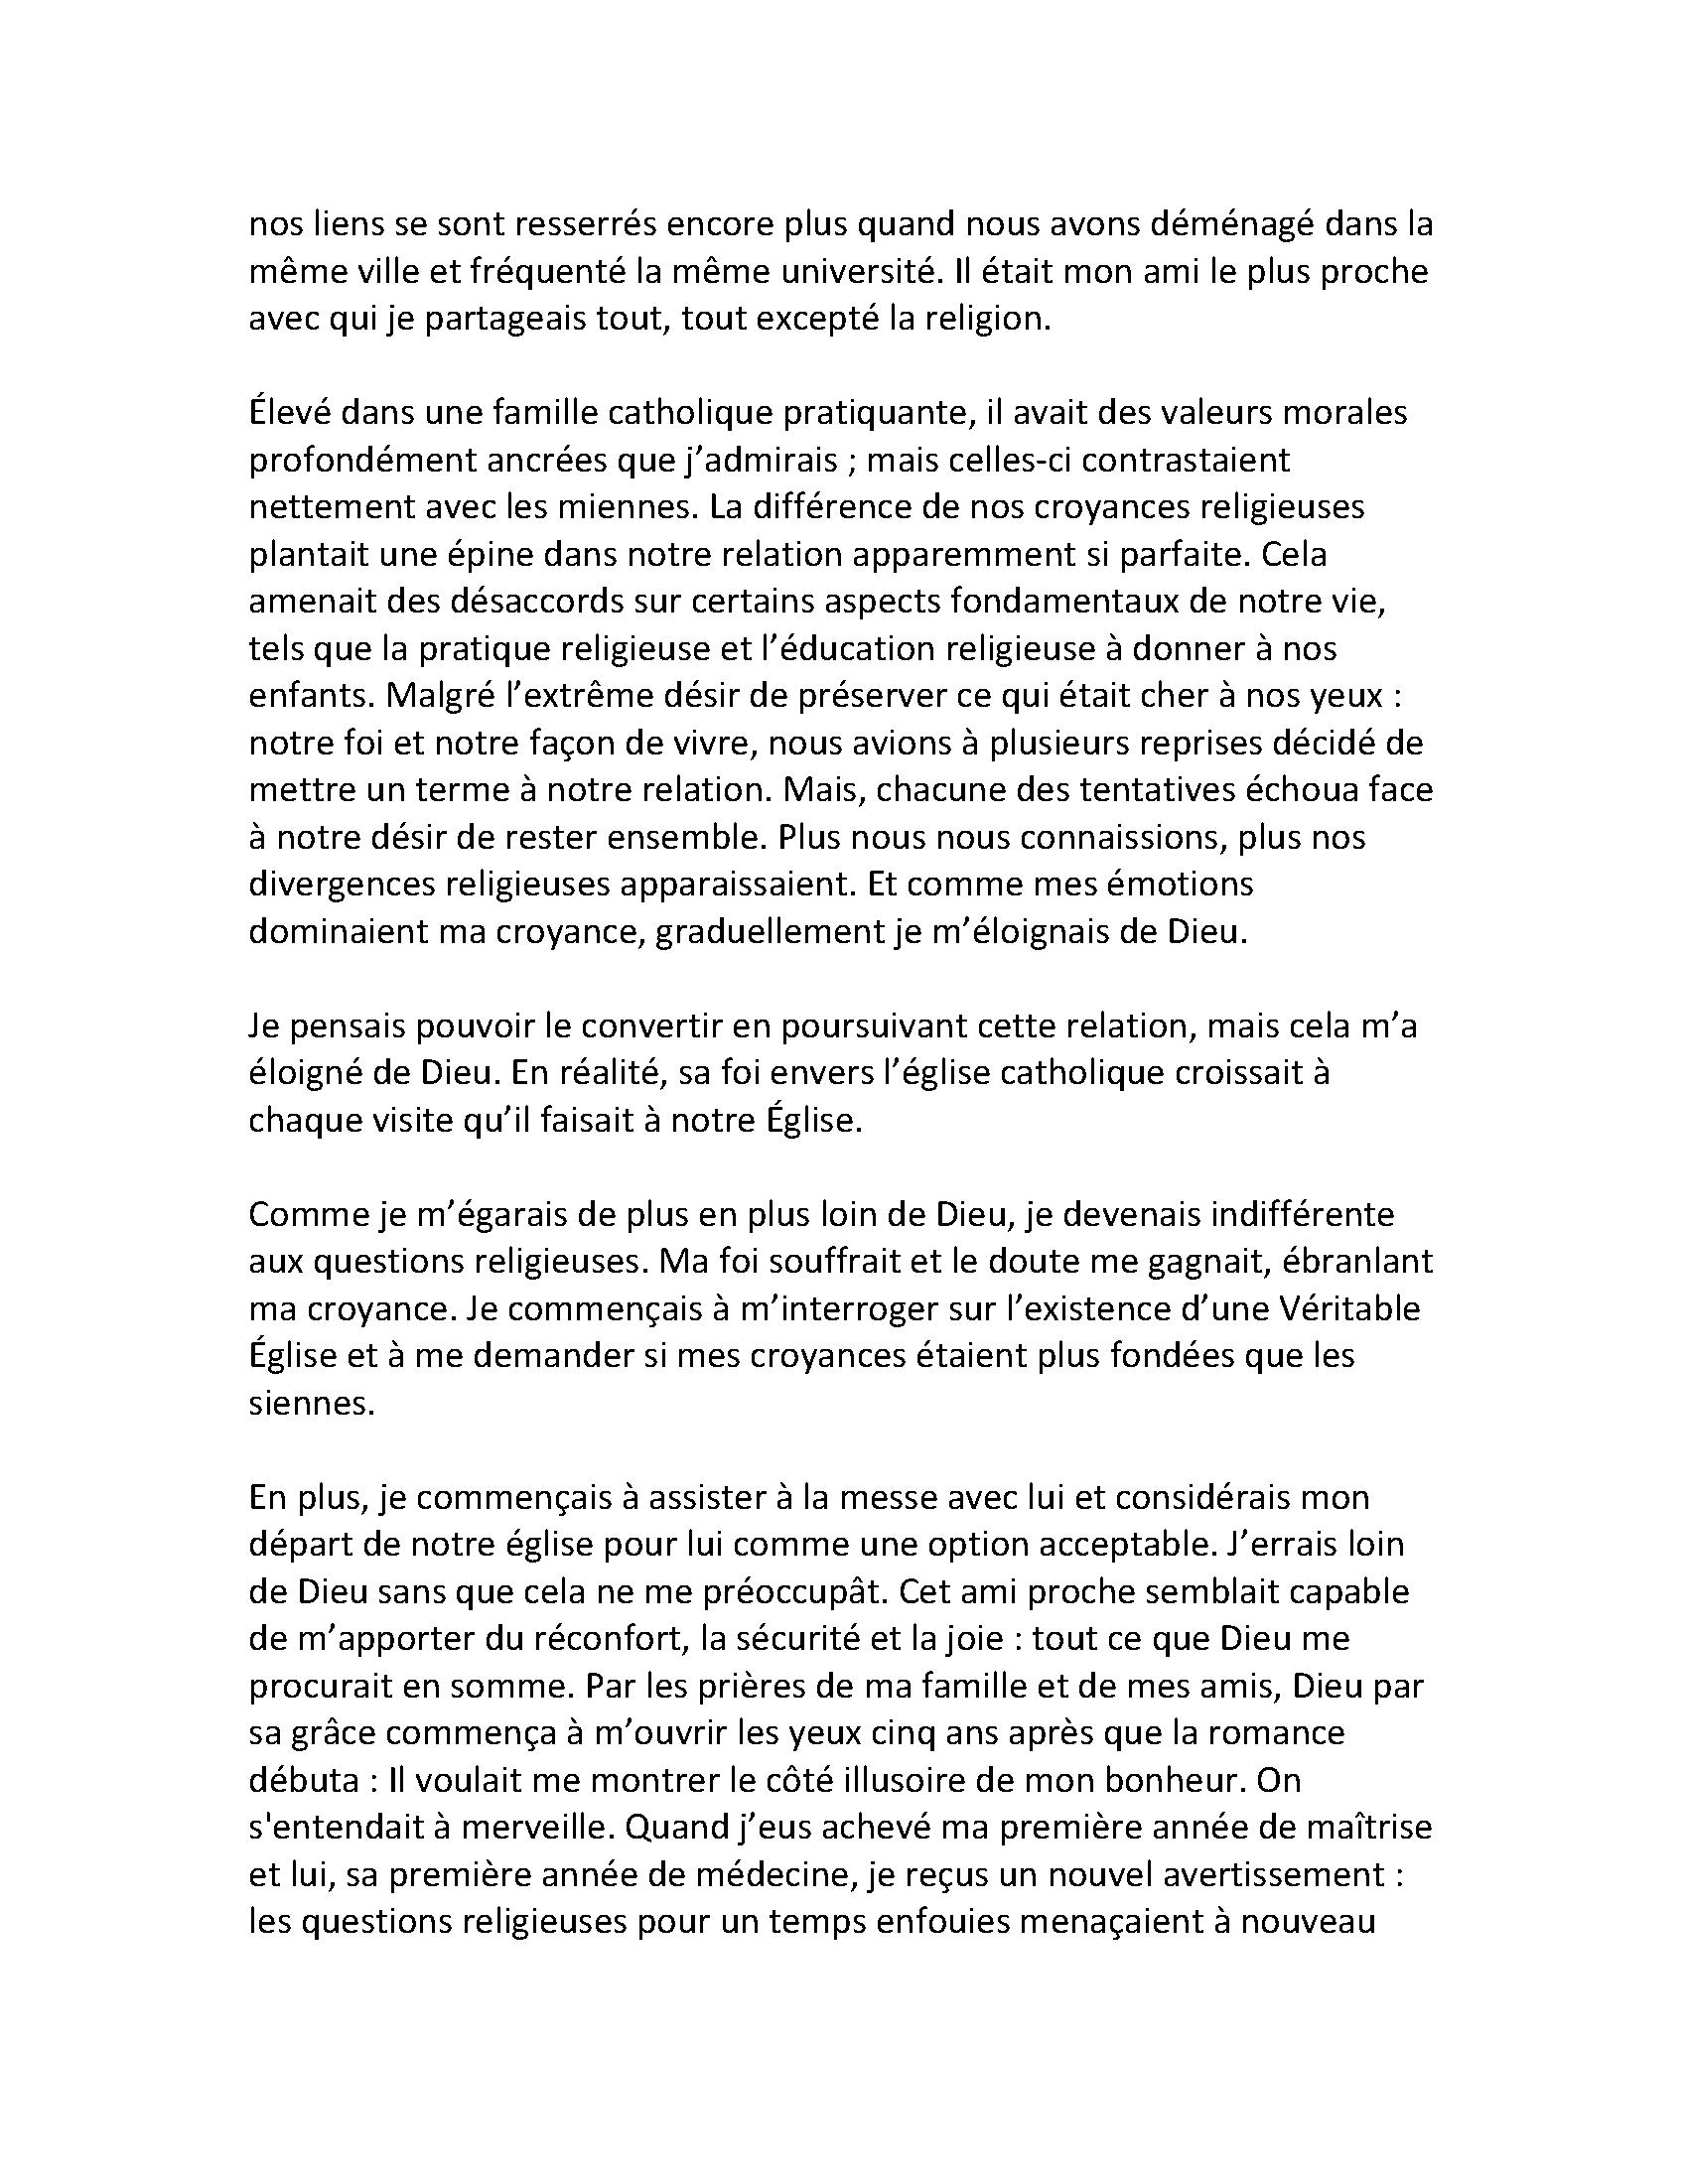 nos liens se sont resserrés encore plus quand nous avons déménagé dans la
même ville et fréquenté la même université. Il était mon ami le plus proche
avec qui je partageais tout, tout excepté la religion.
Élevé dans une famille catholique pratiquante, il avait des valeurs morales
profondément ancrées que j’admirais ; mais celles-ci contrastaient
nettement avec les miennes. La différence de nos croyances religieuses
plantait une épine dans notre relation apparemment si parfaite. Cela
amenait des désaccords sur certains aspects fondamentaux de notre vie,
tels que la pratique religieuse et l’éducation religieuse à donner à nos
enfants. Malgré l’extrême désir de préserver ce qui était cher à nos yeux :
notre foi et notre façon de vivre, nous avions à plusieurs reprises décidé de
mettre un terme à notre relation. Mais, chacune des tentatives échoua face
à notre désir de rester ensemble. Plus nous nous connaissions, plus nos
divergences religieuses apparaissaient. Et comme mes émotions
dominaient ma croyance, graduellement je m’éloignais de Dieu.
Je pensais pouvoir le convertir en poursuivant cette relation, mais cela m’a
éloigné de Dieu. En réalité, sa foi envers l’église catholique croissait à
chaque visite qu’il faisait à notre Église.
Comme je m’égarais de plus en plus loin de Dieu, je devenais indifférente
aux questions religieuses. Ma foi souffrait et le doute me gagnait, ébranlant
ma croyance. Je commençais à m’interroger sur l’existence d’une Véritable
Église et à me demander si mes croyances étaient plus fondées que les
siennes.
En plus, je commençais à assister à la messe avec lui et considérais mon
départ de notre église pour lui comme une option acceptable. J’errais loin
de Dieu sans que cela ne me préoccupât. Cet ami proche semblait capable
de m’apporter du réconfort, la sécurité et la joie : tout ce que Dieu me
procurait en somme. Par les prières de ma famille et de mes amis, Dieu par
sa grâce commença à m’ouvrir les yeux cinq ans après que la romance
débuta : Il voulait me montrer le côté illusoire de mon bonheur. On
s'entendait à merveille. Quand j’eus achevé ma première année de maîtrise
et lui, sa première année de médecine, je reçus un nouvel avertissement :
les questions religieuses pour un temps enfouies menaçaient à nouveau